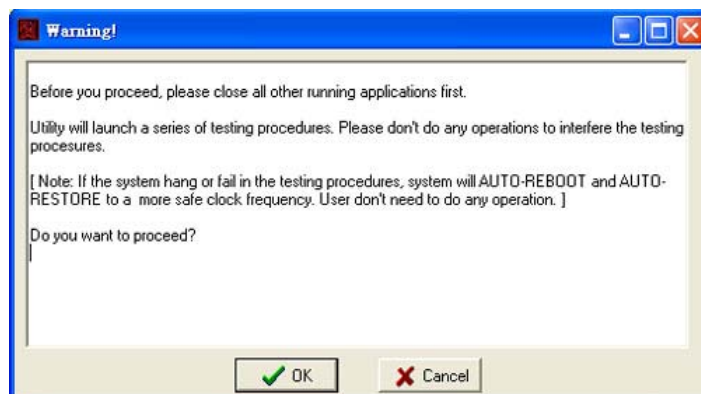 Warning!
Before you proceed, please close all other running applications first.
Utility will launch a series of testing procedures. Please don't do any operations to interfere the testing
procesures.
[ Note: If the system hang or fail in the testing procedures, system will AUTO-REBOOT and AUTO-
RESTORE to a more safe clock frequency. User don't need to do any operation. ]
Do you want to proceed?
OK
Cancel